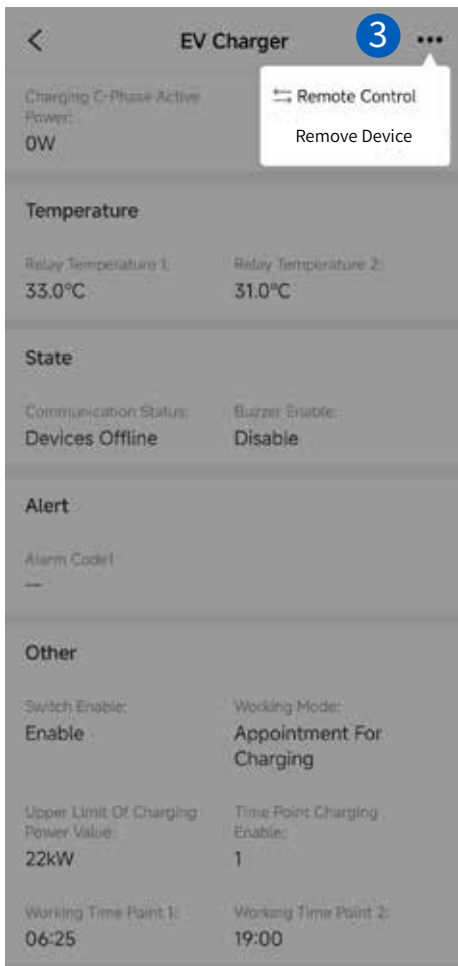 EV Charger
3
Charging C-Phase Active
Power:
0W
Remote Control
Remove Device
Temperature
Relay Temperature 1: Relay Temperature 2:
33.0°C 31.0°C
State
Communication Status: Buzzer Enable:
Devices Offline Disable
Alert
Alarm Code1
--
Other
Switch Enable: Working Mode:
Enable Appointment For
Charging
Upper Limit Of Charging Time Point Charging
Power Value: Enable:
22kW 1
Working Time Point 1: Working Time Point 2:
06:25 19:00